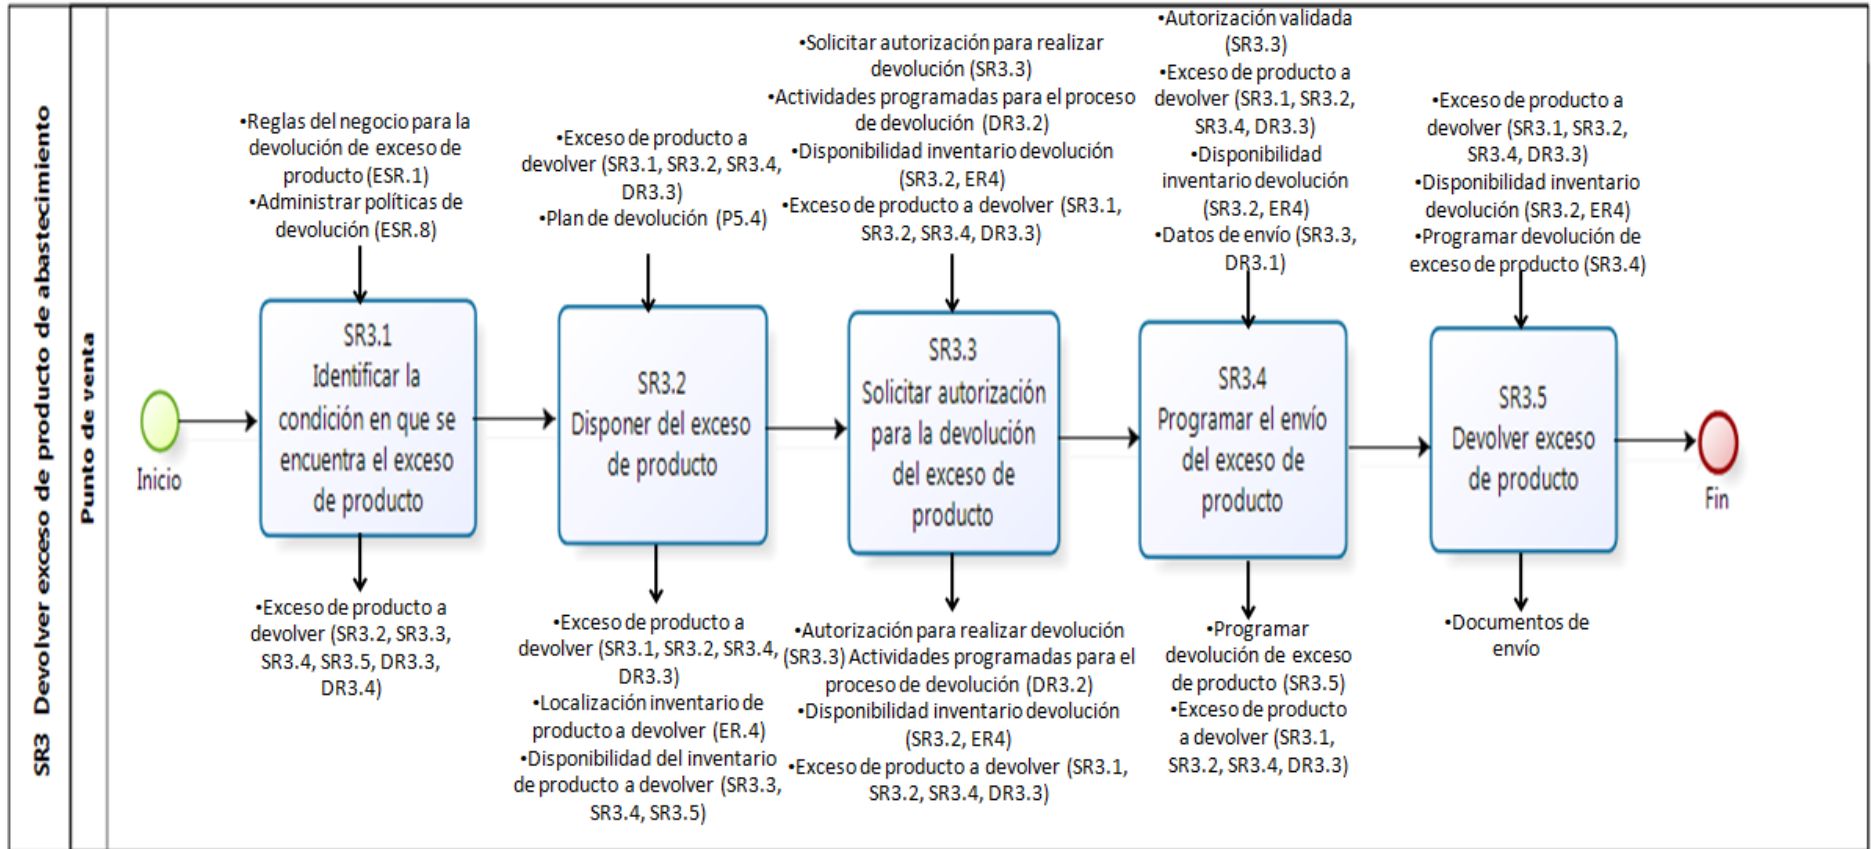 SR3 Devolver exceso de producto de abastecimiento
Punto de venta
Inicio
•Reglas del negocio para la
devolución de exceso de
producto (ESR.1)
•Administrar políticas de
devolución (ESR.8)
SR3.1
Identificar la
condición en que se
encuentra el exceso
de producto
•Exceso de producto a
devolver (SR3.2, SR3.3,
SR3.4, SR3.5, DR3.3,
DR3.4)
•Exceso de producto a
devolver (SR3.1, SR3.2, SR3.4,
DR3.3)
•Plan de devolución (P5.4)
SR3.2
Disponer del exceso
de producto
•Exceso de producto a
devolver (SR3.1, SR3.2, SR3.4,
DR3.3)
•Localización inventario de
producto a devolver (ER.4)
•Disponibilidad del inventario
de producto a devolver (SR3.3,
SR3.4, SR3.5)
•Solicitar autorización para realizar
devolución (SR3.3)
•Actividades programadas para el proceso
de devolución (DR3.2)
•Disponibilidad inventario devolución
(SR3.2, ER4)
•Exceso de producto a devolver (SR3.1,
SR3.2, SR3.4, DR3.3)
SR3.3
Solicitar autorización
para la devolución
del exceso de
producto
•Autorización para realizar devolución
(SR3.3) Actividades programadas para el
proceso de devolución (DR3.2)
•Disponibilidad inventario devolución
(SR3.2, ER4)
•Exceso de producto a devolver (SR3.1,
SR3.2, SR3.4, DR3.3)
•Autorización validada
(SR3.3)
•Exceso de producto a
devolver (SR3.1, SR3.2,
SR3.4, DR3.3)
•Disponibilidad
inventario devolución
(SR3.2, ER4)
•Datos de envío (SR3.3,
DR3.1)
SR3.4
Programar el envío
del exceso de
producto
•Programar
devolución de exceso
de producto (SR3.5)
•Exceso de producto
a devolver (SR3.1,
SR3.2, SR3.4, DR3.3)
•Exceso de producto a
devolver (SR3.1, SR3.2,
SR3.4, DR3.3)
•Disponibilidad inventario
devolución (SR3.2, ER4)
•Programar devolución de
exceso de producto (SR3.4)
SR3.5
Devolver exceso
de producto
•Documentos de
envío
Fin